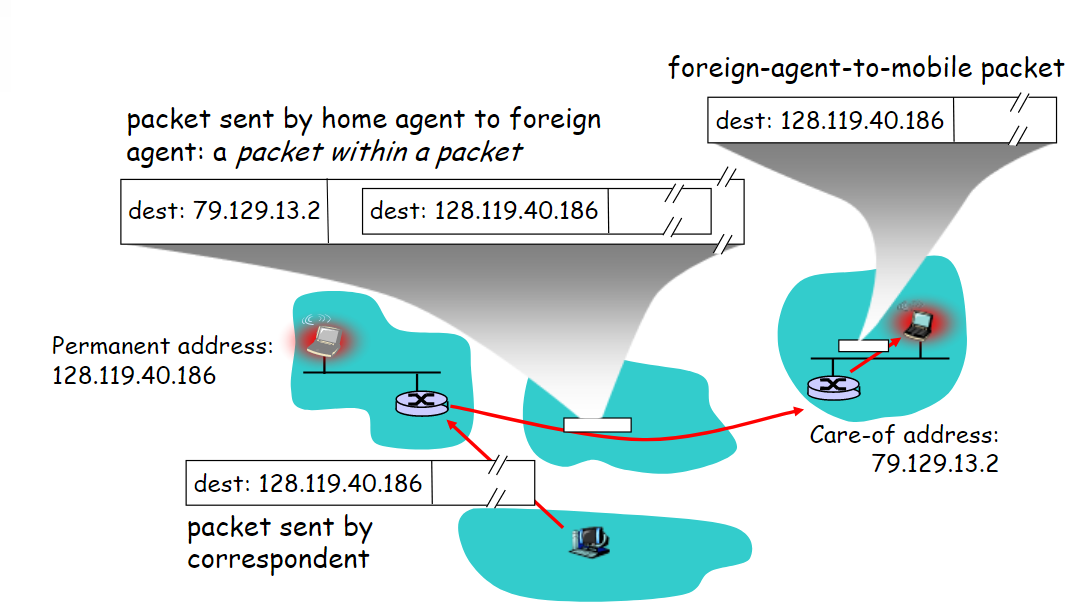 foreign-agent-to-mobile packet
dest: 128.119.40.186
packet sent by home agent to foreign
agent: a packet within a packet
dest: 79.129.13.2
dest: 128.119.40.186
Permanent address:
128.119.40.186
Care-of address:
79.129.13.2
dest: 128.119.40.186
packet sent by
correspondent